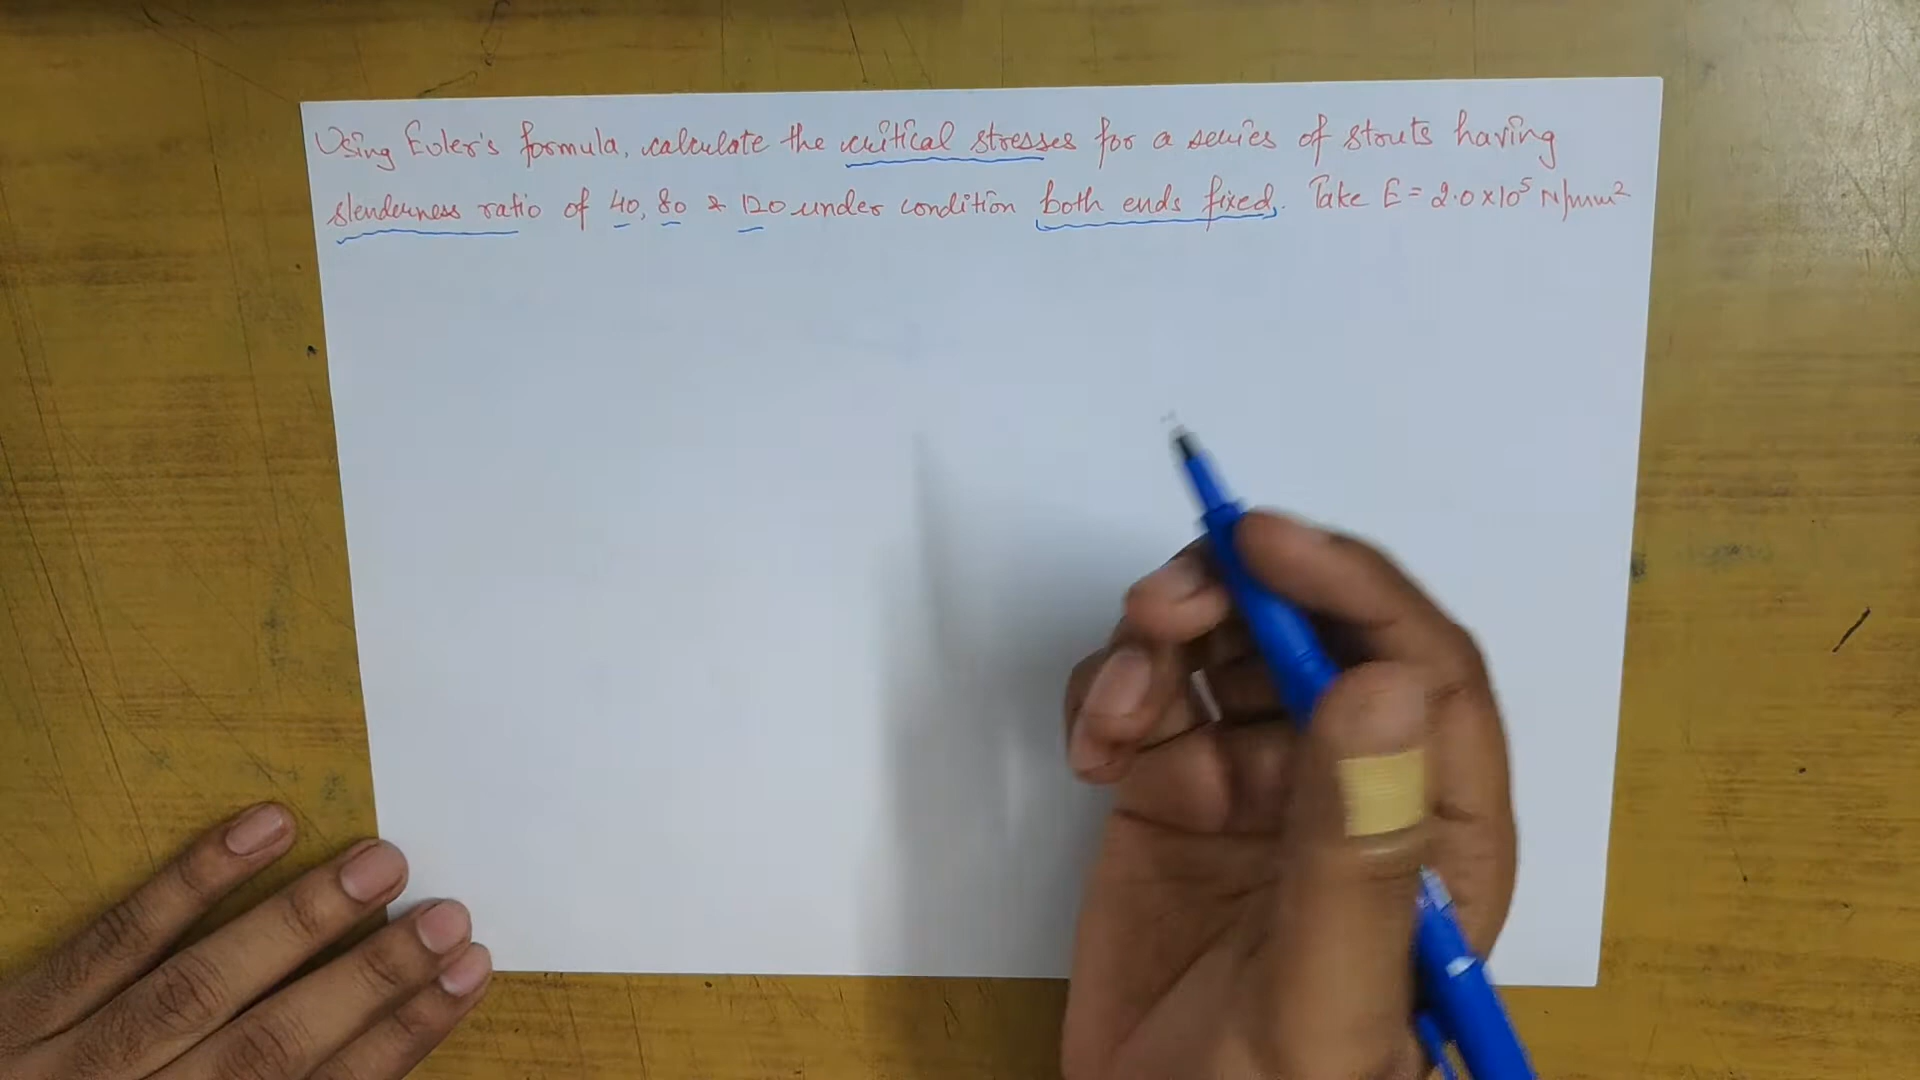 Using Euler's formula, calculate the critical stresses for a series of struts having
slenderness ratio of 40, 80 & 120 under condition both ends fixed. Take E = 2.0 x 10⁵ N/mm²